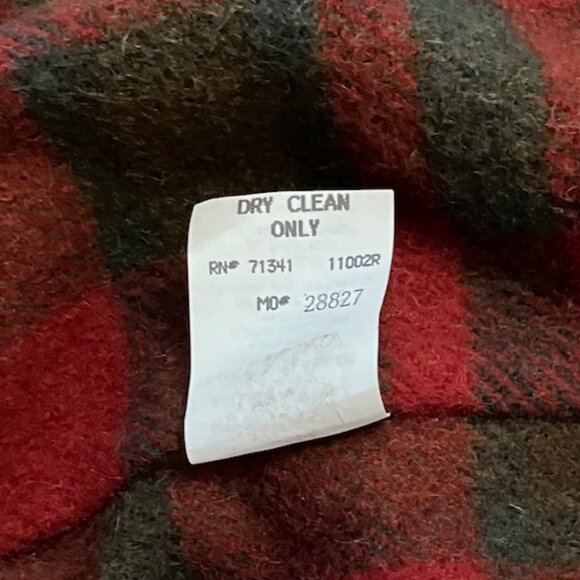 DRY CLEAN
ONLY
RN# 71341 11002R
MO# 28827